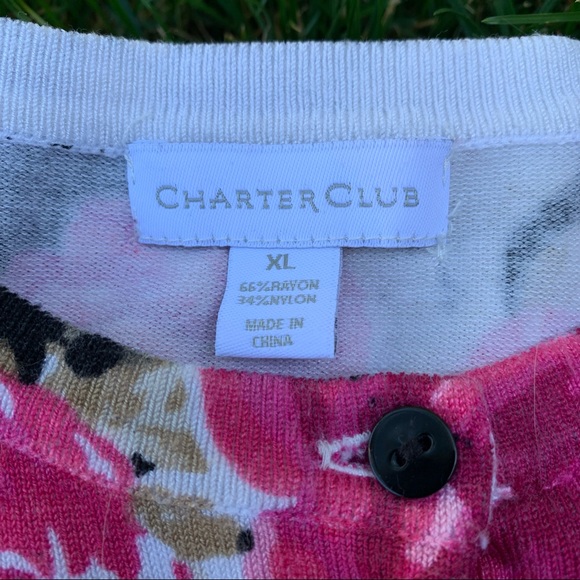 CHARTER CLUB
XL
66%RAYON
34%NYLON
MADE IN
CHINA